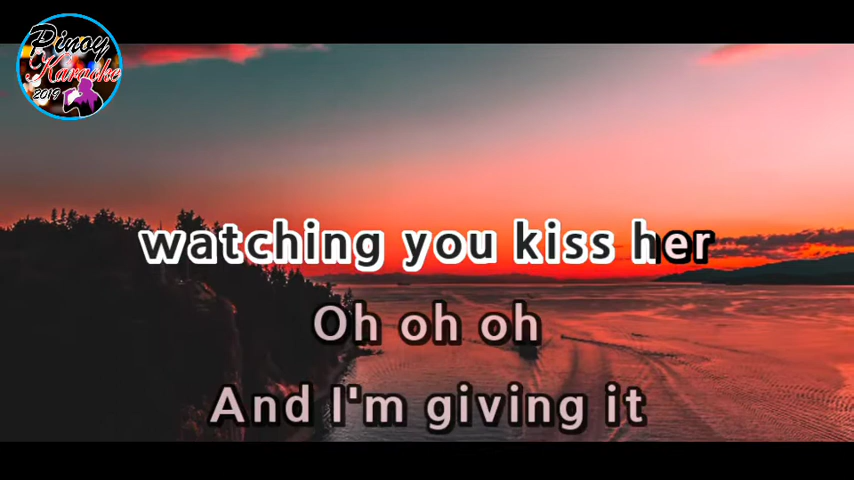 Pinoy
Karaoke
2019
watching you kiss her
Oh oh oh
And I'm giving it